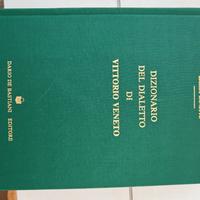 DIZIONARIO
DEL DIALETTO
DI
VITTORIO VENETO
DARIO DE BASTIANI EDITORE